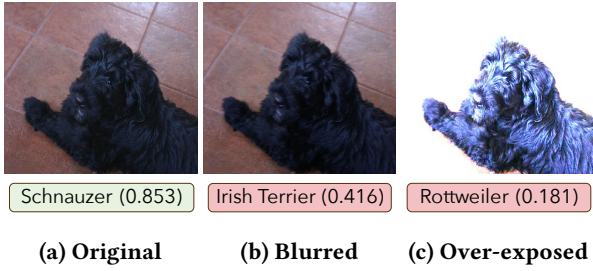 Schnauzer (0.853) Irish Terrier (0.416) Rottweiler (0.181)
(a) Original (b) Blurred (c) Over-exposed